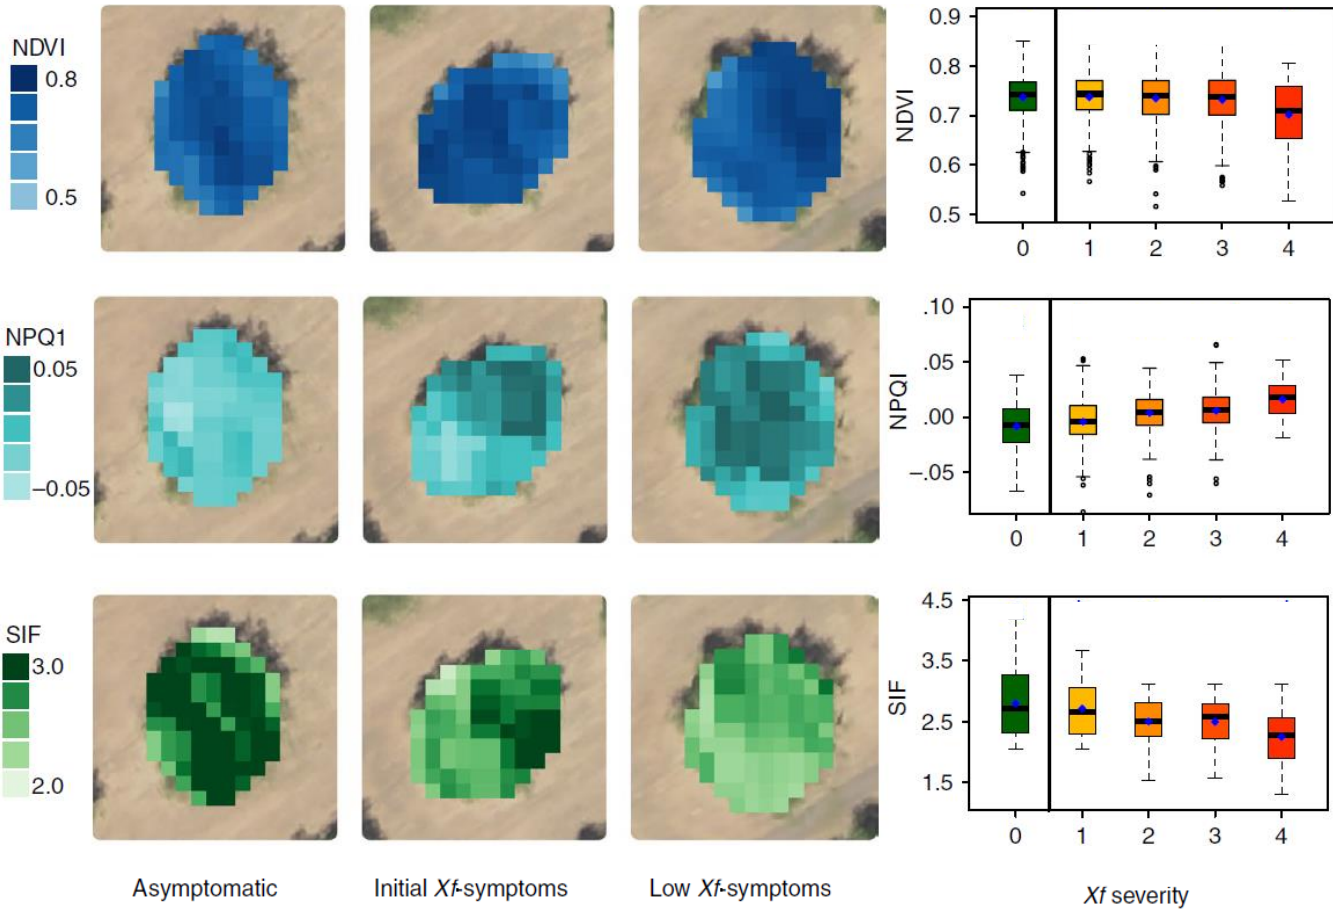 NDVI
0.8
0.5
NDVI
0.9
0.8
0.7
0.6
0.5
0 1 2 3 4
NPQ1
0.05
−0.05
NPQI
.10
.05
.00
−.05
0 1 2 3 4
SIF
3.0
2.0
SIF
4.5
3.5
2.5
1.5
0 1 2 3 4
Asymptomatic
Initial Xf-symptoms
Low Xf-symptoms
Xf severity